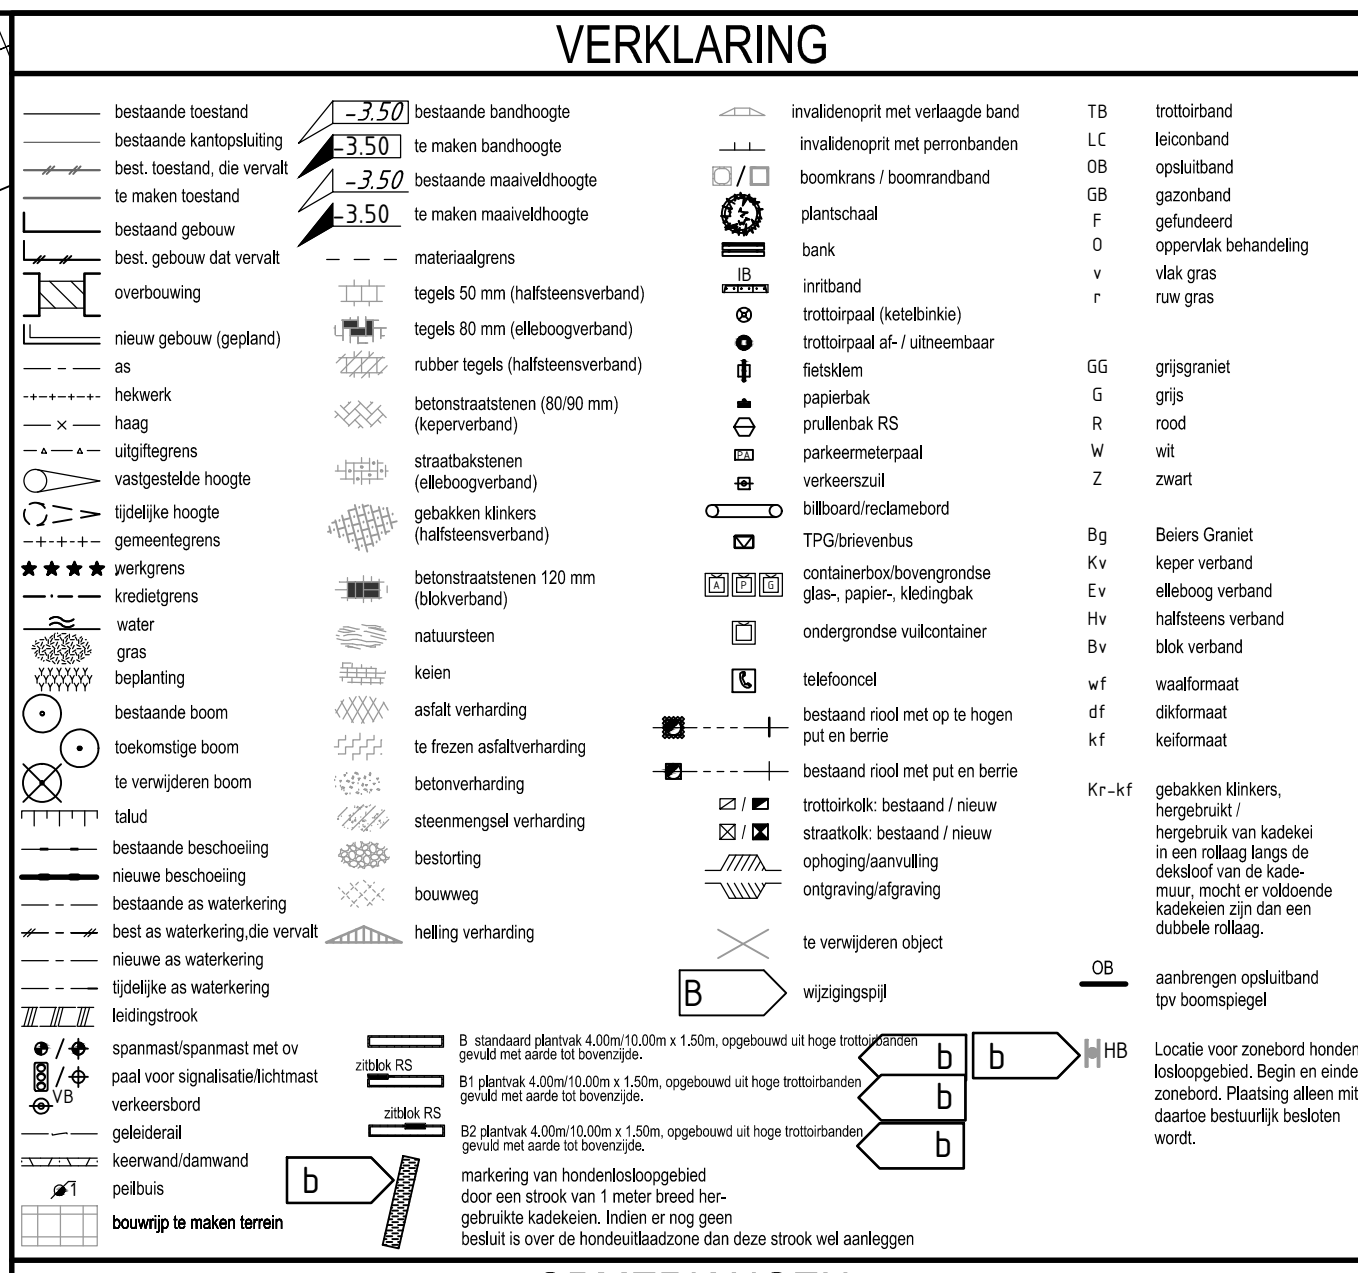 VERKLARING
bestaande toestand
bestaande kantopsluiting
best. toestand, die vervalt
te maken toestand
bestaand gebouw
best. gebouw dat vervalt
overbouwing
nieuw gebouw (gepland)
as
hekwerk
haag
uitgiftegrens
vastgestelde hoogte
tijdelijke hoogte
gemeentegrens
werkgrens
kredietgrens
water
gras
beplanting
bestaande boom
toekomstige boom
te verwijderen boom
talud
bestaande beschoeiing
nieuwe beschoeiing
bestaande as waterkering
best as waterkering,die vervalt
nieuwe as waterkering
tijdelijke as waterkering
leidingstrook
spanmast/spanmast met ov
paal voor signalisatie/lichtmast
VB
verkeersbord
geleiderail
keerwand/damwand
1
peilbuis
bouwrijp te maken terrein
-3.50 bestaande bandhoogte
-3.50 te maken bandhoogte
-3.50 bestaande maaiveldhoogte
-3.50 te maken maaiveldhoogte
materiaalgrens
tegels 50 mm (halfsteensverband)
tegels 80 mm (elleboogverband)
rubber tegels (halfsteensverband)
betonstraatstenen (80/90 mm)
(keperverband)
straatbakstenen
(elleboogverband)
gebakken klinkers
(halfsteensverband)
betonstraatstenen 120 mm
(blokverband)
natuursteen
keien
asfalt verharding
te frezen asfaltverharding
betonverharding
steenmengsel verharding
bestorting
bouwweg
helling verharding
invalidenoprit met verlaagde band
invalidenoprit met perronbanden
boomkrans / boomrandband
plantschaal
bank
IB
inritband
trottoirpaal (ketelbinkie)
trottoirpaal af- / uitneembaar
fietsklem
papierbak
prullenbak RS
PA parkeermeterpaal
verkeerszuil
billboard/reclamebord
TPG/brievenbus
A P G containerbox/bovengrondse
glas-, papier-, kledingbak
ondergrondse vuilcontainer
telefooncel
bestaand riool met op te hogen
put en berrie
bestaand riool met put en berrie
trottoirkolk: bestaand / nieuw
straatkolk: bestaand / nieuw
ophoging/aanvulling
ontgraving/afgraving
te verwijderen object
B wijzigingspijl
TB trottoirband
LC leiconband
OB opsluitband
GB gazonband
F gefundeerd
O oppervlak behandeling
v vlak gras
r ruw gras
GG grijsgraniet
G grijs
R rood
W wit
Z zwart
Bg Beiers Graniet
Kv keper verband
Ev elleboog verband
Hv halfsteens verband
Bv blok verband
wf waalformaat
df dikformaat
kf keiformaat
Kr-kf gebakken klinkers,
hergebruikt /
hergebruik van kadekei
in een rollaag langs de
deksloof van de kade-
muur, mocht er voldoende
kadekeien zijn dan een
dubbele rollaag.
OB
aanbrengen opsluitband
tpv boomspiegel
B standaard plantvak 4.00m/10.00m x 1.50m, opgebouwd uit hoge trottoirbanden
gevuld met aarde tot bovenzijde.
b
zitblok RS
B1 plantvak 4.00m/10.00m x 1.50m, opgebouwd uit hoge trottoirbanden
gevuld met aarde tot bovenzijde.
b
zitblok RS
B2 plantvak 4.00m/10.00m x 1.50m, opgebouwd uit hoge trottoirbanden
gevuld met aarde tot bovenzijde.
b
b
markering van hondenlosloopgebied
door een strook van 1 meter breed her-
gebruikte kadekeien. Indien er nog geen
besluit is over de hondeuitlaadzone dan deze strook wel aanleggen
b
HB
Locatie voor zonebord honden
losloopgebied. Begin en einde
zonebord. Plaatsing alleen mit
daartoe bestuurlijk besloten
wordt.